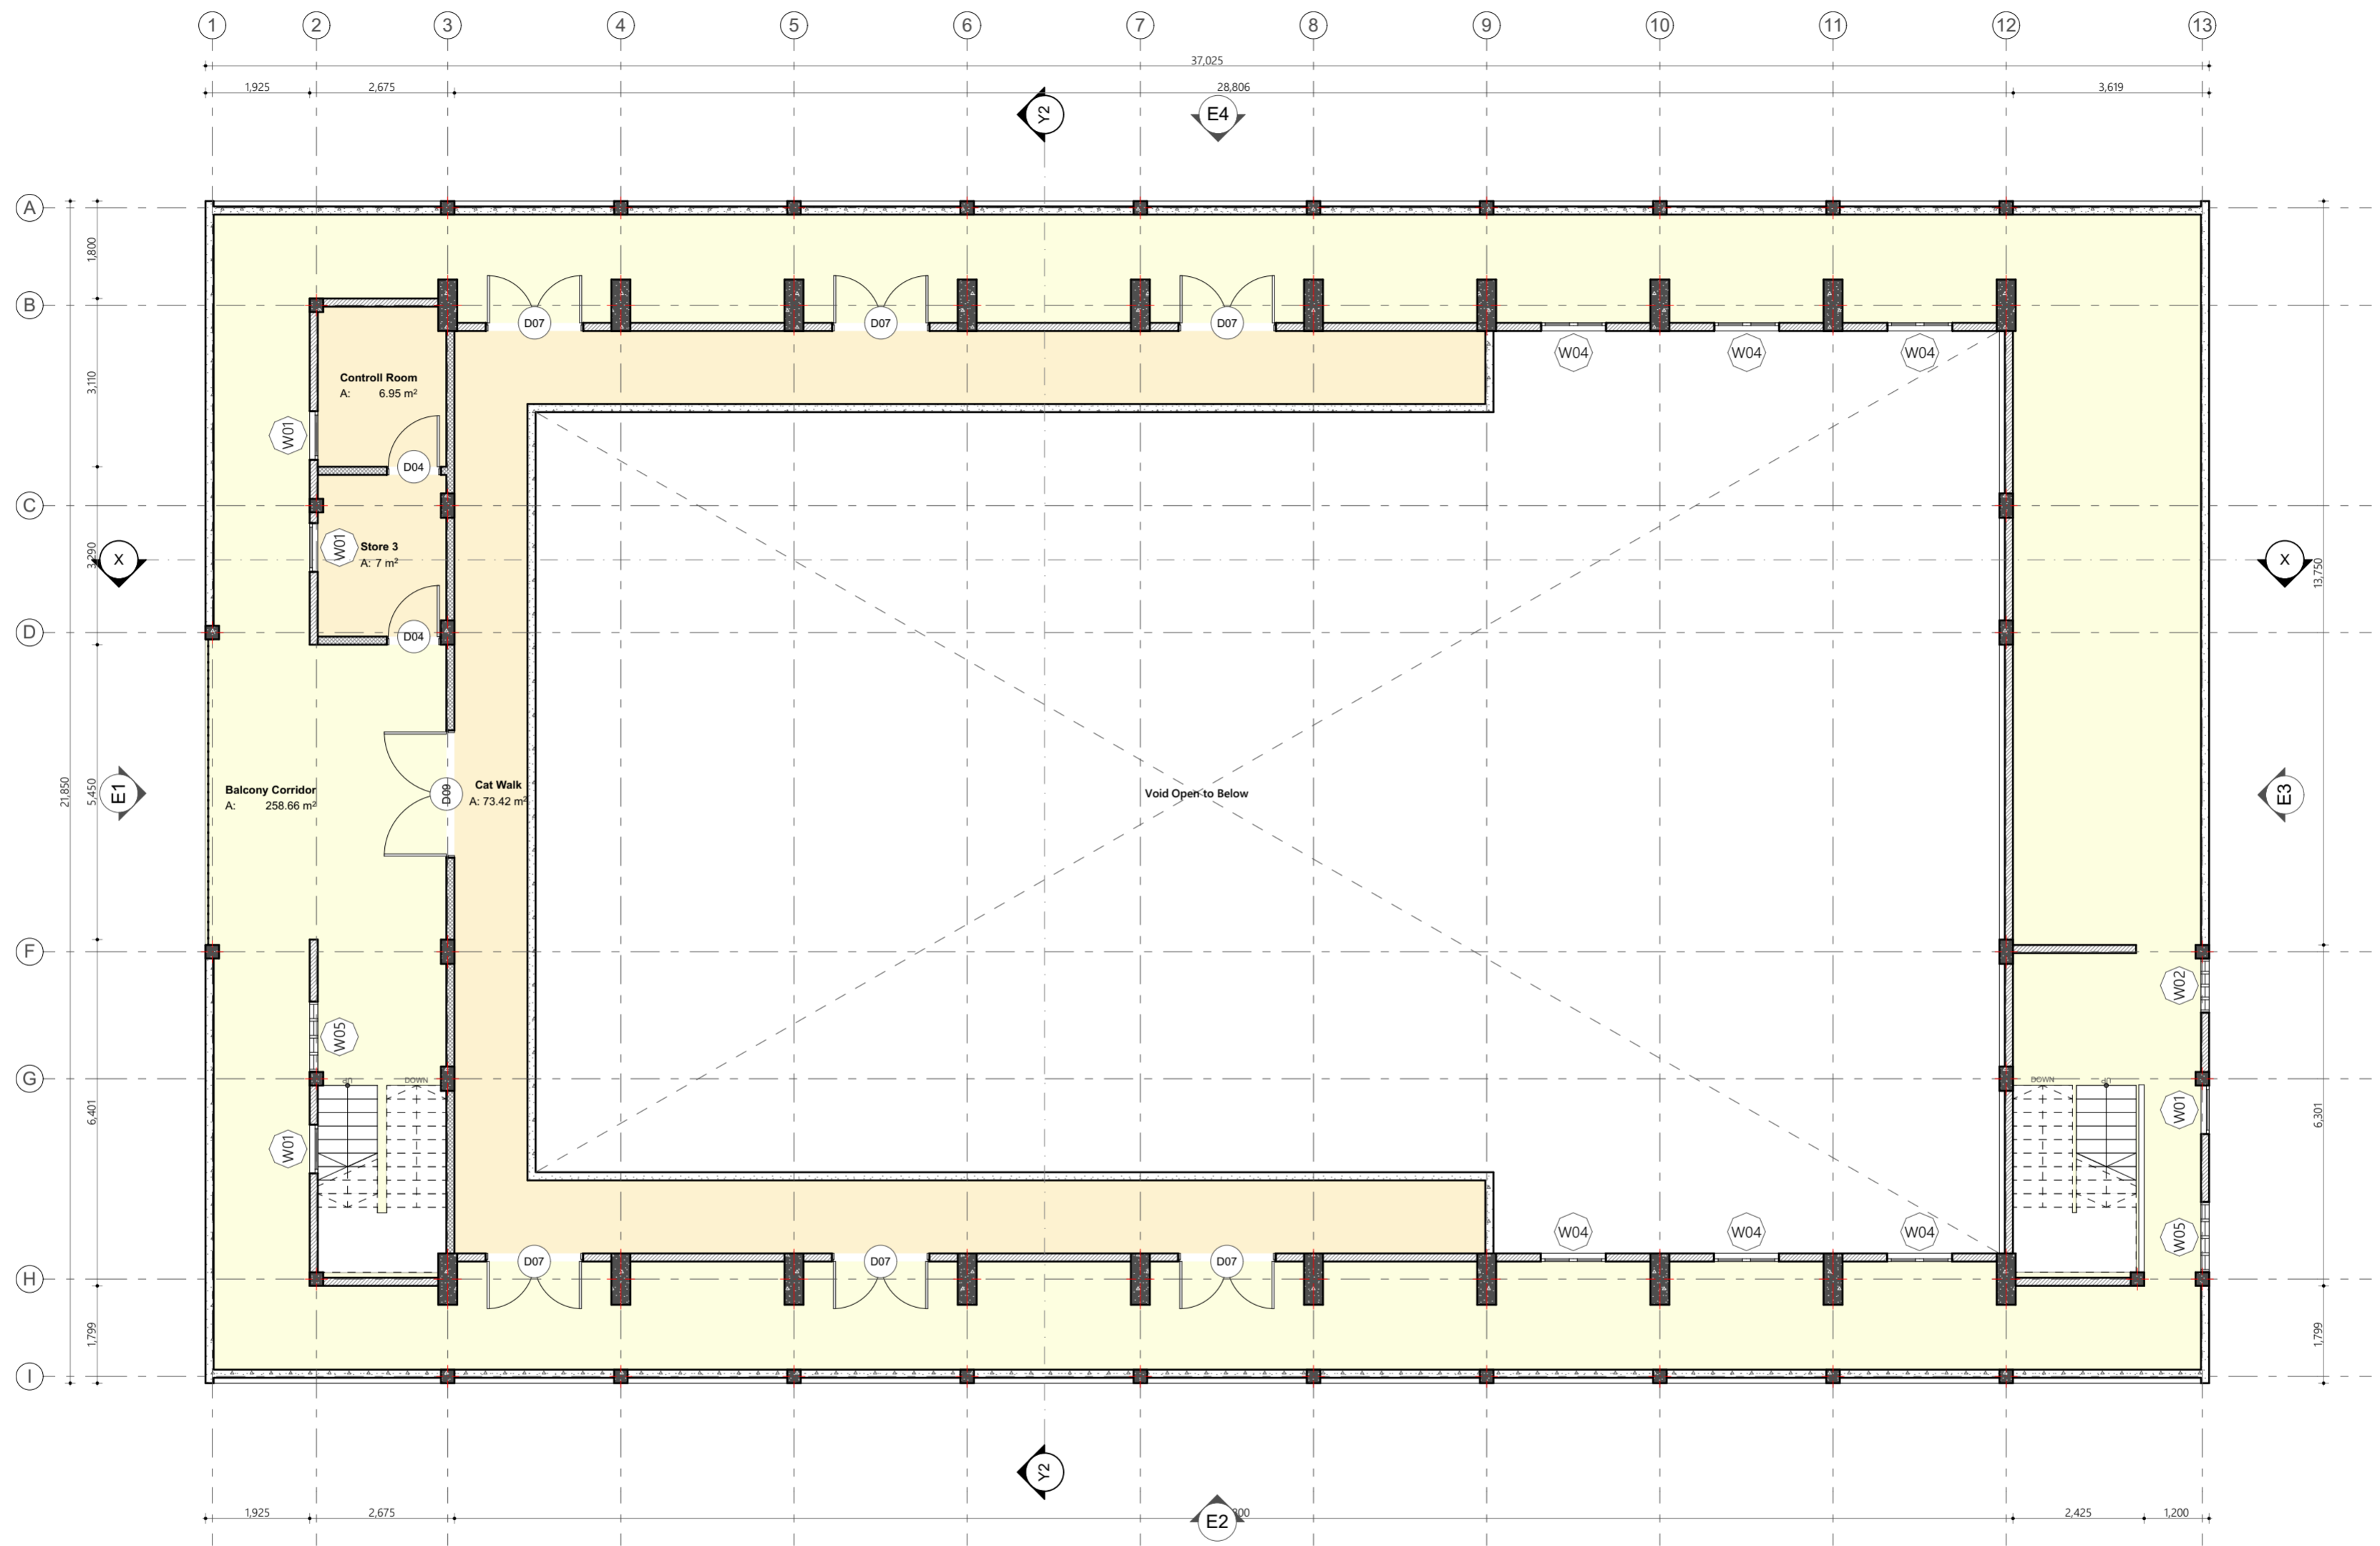 1 2 3 4 5 6 7 8 9 10 11 12 13
37,025
1,925 2,675 28,806 3,619
Y2 E4
A
1,800
B
D07 D07 D07
W04 W04 W04
Controll Room
A: 6.95 m²
3,110
W01
D04
C
W01
Store 3
A: 7 m²
X
3,290
X
13,750
D
D04
21,850
5,450
E1
Balcony Corridor
A: 258.66 m²
D09
Cat Walk
A: 73.42 m²
Void Open to Below
E3
F
W02
W05
G
UP DOWN
DOWN UP
W01
6,401
W01
6,301
W05
W04 W04 W04
D07 D07 D07
H
1,799
1,799
I
Y2
1,925 2,675 E2 2,425 1,200